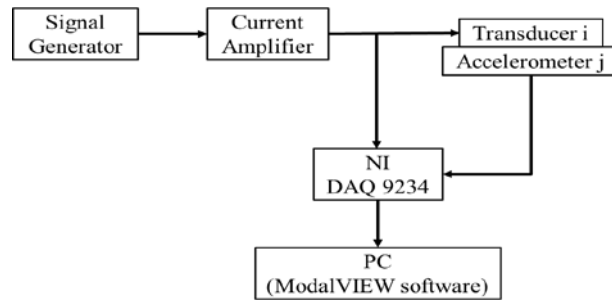 Signal
Generator
Current
Amplifier
Transducer i
Accelerometer j
NI
DAQ 9234
PC
(ModalVIEW software)